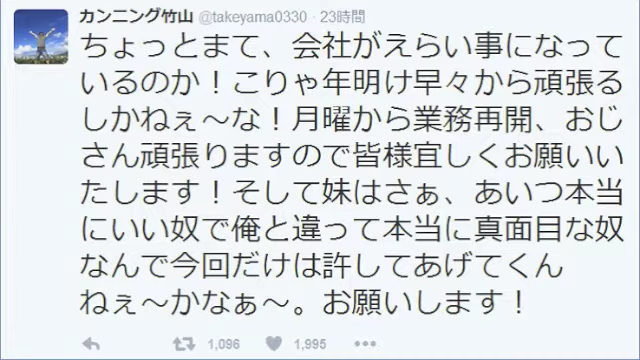 カンニング竹山 @takeyama0330・23時間
ちょっとまて、会社がえらい事になって
いるのか！こりゃ年明け早々から頑張る
しかねぇ〜な！月曜から業務再開、おじ
さん頑張りますので皆様宜しくお願いい
たします！そして妹はさぁ、あいつ本当
にいい奴で俺と違って本当に真面目な奴
なんで今回だけは許してあげてくん
ねぇ〜かなぁ〜。お願いします！
1,096 1,995